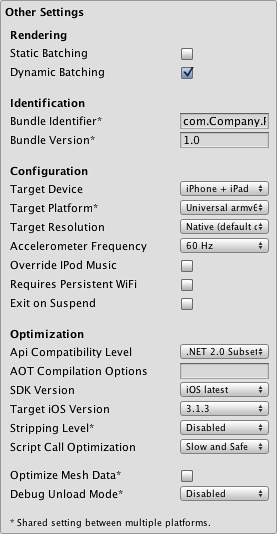 Other Settings
Rendering
Static Batching
Dynamic Batching
Identification
Bundle Identifier* com.Company.
Bundle Version* 1.0
Configuration
Target Device iPhone + iPad
Target Platform* Universal armv6
Target Resolution Native (default
Accelerometer Frequency 60 Hz
Override IPod Music
Requires Persistent WiFi
Exit on Suspend
Optimization
Api Compatibility Level .NET 2.0 Subset
AOT Compilation Options
SDK Version iOS latest
Target iOS Version 3.1.3
Stripping Level* Disabled
Script Call Optimization Slow and Safe
Optimize Mesh Data*
Debug Unload Mode* Disabled
* Shared setting between multiple platforms.